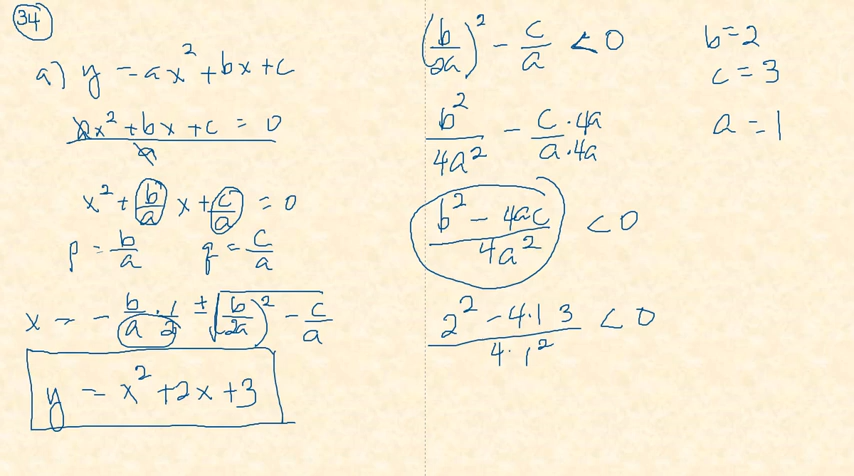 34
a) y = ax² + bx + c
ax² + bx + c = 0
a
x² + b/a x + c/a = 0
p = b/a q = c/a
x = - b/a · 1/2 ± √(b/2a)² - c/a
y = x² + 2x + 3
(b/2a)² - c/a < 0
b²/4a² - c·4a/a·4a
b² - 4ac/4a² < 0
2² - 4·1 3/4·1² < 0
b = 2
c = 3
a = 1